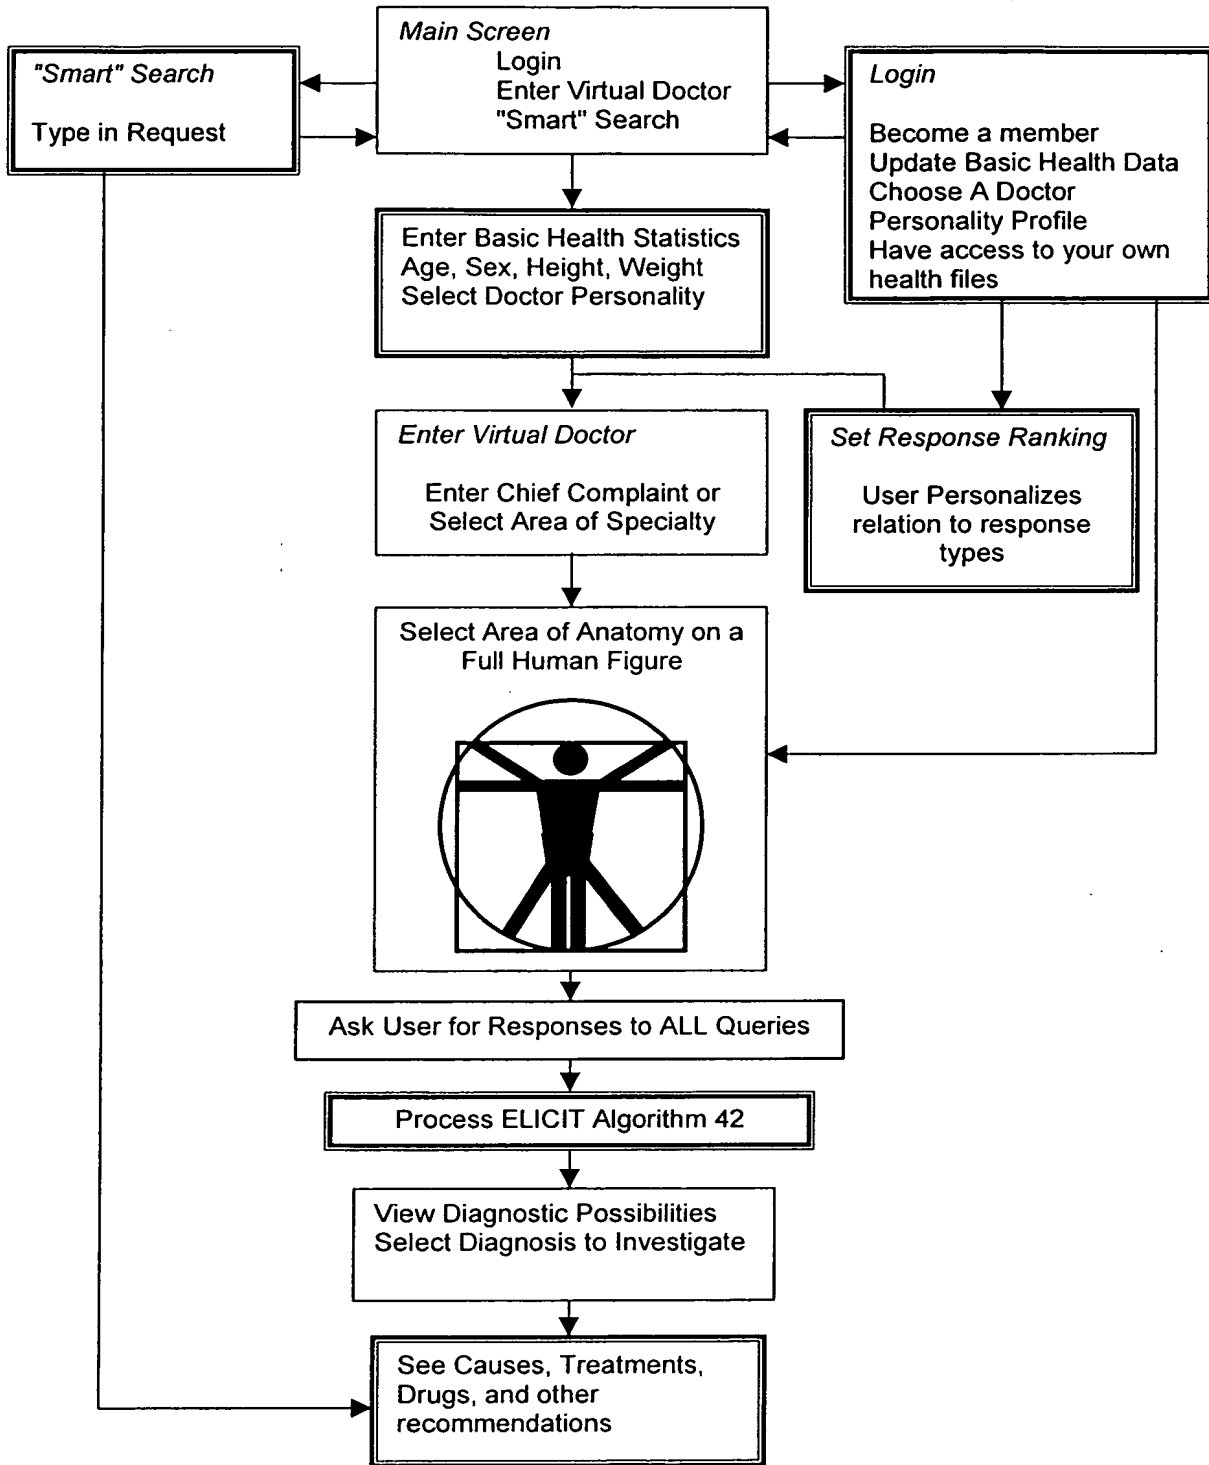 Main Screen
Login
Enter Virtual Doctor
"Smart" Search
"Smart" Search
Type in Request
Login
Become a member
Update Basic Health Data
Choose A Doctor
Personality Profile
Have access to your own
health files
Enter Basic Health Statistics
Age, Sex, Height, Weight
Select Doctor Personality
Enter Virtual Doctor
Enter Chief Complaint or
Select Area of Specialty
Set Response Ranking
User Personalizes
relation to response
types
Select Area of Anatomy on a
Full Human Figure
Ask User for Responses to ALL Queries
Process ELICIT Algorithm 42
View Diagnostic Possibilities
Select Diagnosis to Investigate
See Causes, Treatments,
Drugs, and other
recommendations